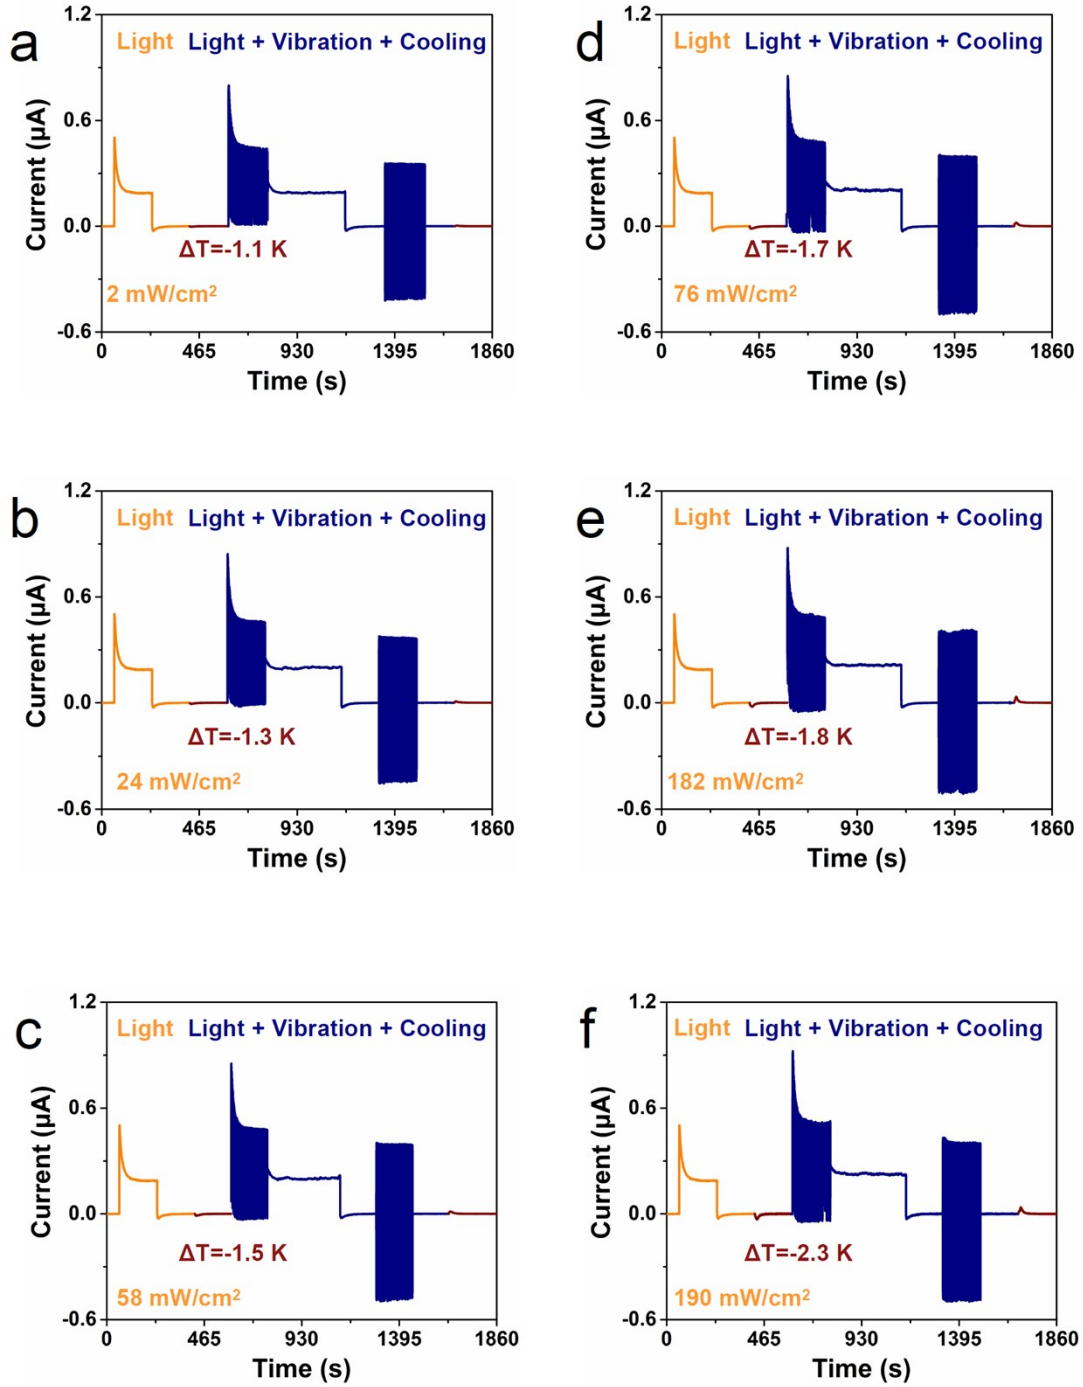 a
Light Light + Vibration + Cooling
1.2
0.6
0.0
-0.6
Current (μA)
ΔT=-1.1 K
2 mW/cm²
0 465 930 1395 1860
Time (s)
d
Light Light + Vibration + Cooling
1.2
0.6
0.0
-0.6
Current (μA)
ΔT=-1.7 K
76 mW/cm²
0 465 930 1395 1860
Time (s)
b
Light Light + Vibration + Cooling
1.2
0.6
0.0
-0.6
Current (μA)
ΔT=-1.3 K
24 mW/cm²
0 465 930 1395 1860
Time (s)
e
Light Light + Vibration + Cooling
1.2
0.6
0.0
-0.6
Current (μA)
ΔT=-1.8 K
182 mW/cm²
0 465 930 1395 1860
Time (s)
c
Light Light + Vibration + Cooling
1.2
0.6
0.0
-0.6
Current (μA)
ΔT=-1.5 K
58 mW/cm²
0 465 930 1395 1860
Time (s)
f
Light Light + Vibration + Cooling
1.2
0.6
0.0
-0.6
Current (μA)
ΔT=-2.3 K
190 mW/cm²
0 465 930 1395 1860
Time (s)